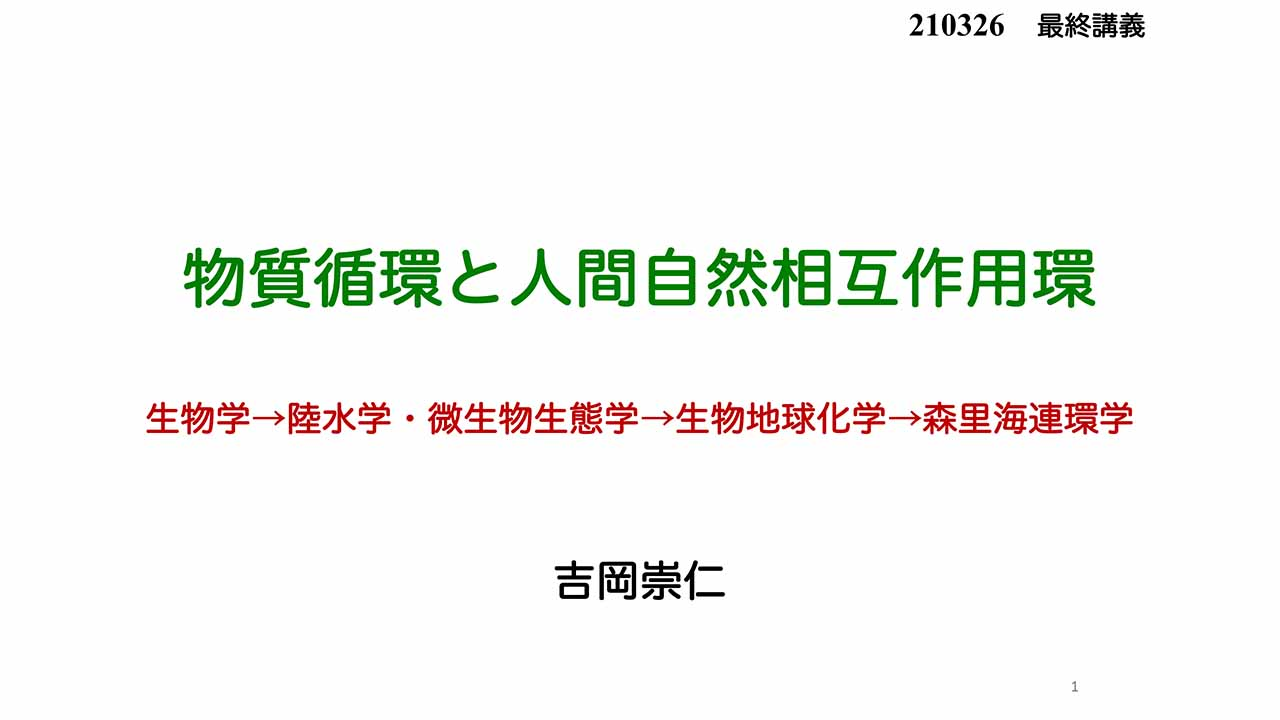 210326　最終講義
物質循環と人間自然相互作用環
生物学→陸水学・微生物生態学→生物地球化学→森里海連環学
吉岡崇仁
1